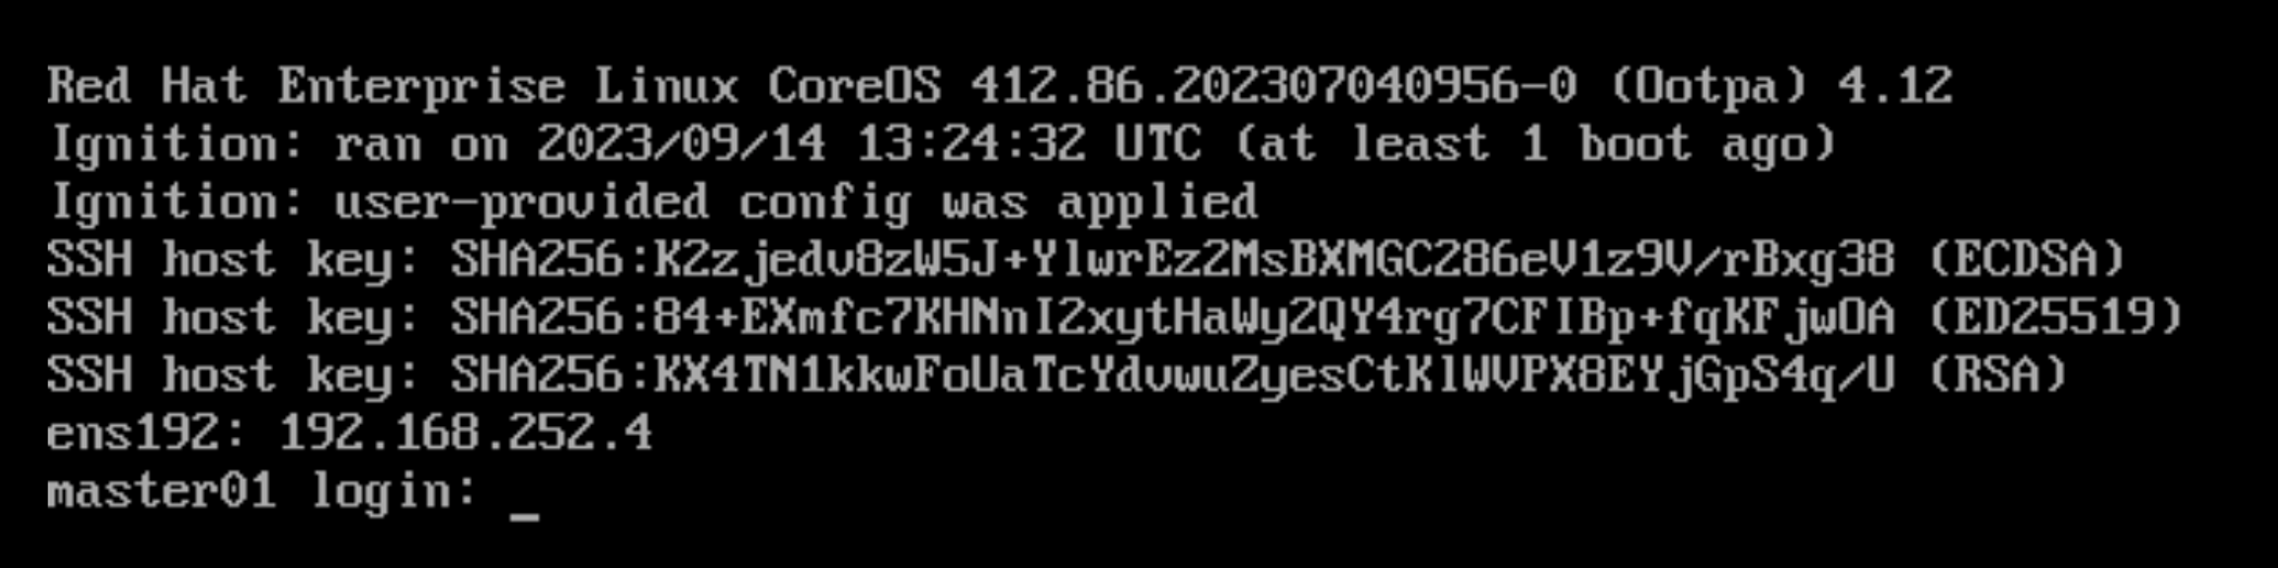 Red Hat Enterprise Linux CoreOS 412.86.202307040956-0 (Ootpa) 4.12
Ignition: ran on 2023/09/14 13:24:32 UTC (at least 1 boot ago)
Ignition: user-provided config was applied
SSH host key: SHA256:K2zjedv8zW5J+YlwrEz2MsBXMGC286eV1z9V/rBxg38 (ECDSA)
SSH host key: SHA256:84+EXmfc7KHNnI2xytHaWy2QY4rg7CFIBp+fqKFjwOA (ED25519)
SSH host key: SHA256:KX4TN1kkwFoUaTcYdvwuZyesCtKlWVPX8EYjGpS4q/U (RSA)
ens192: 192.168.252.4
master01 login: _